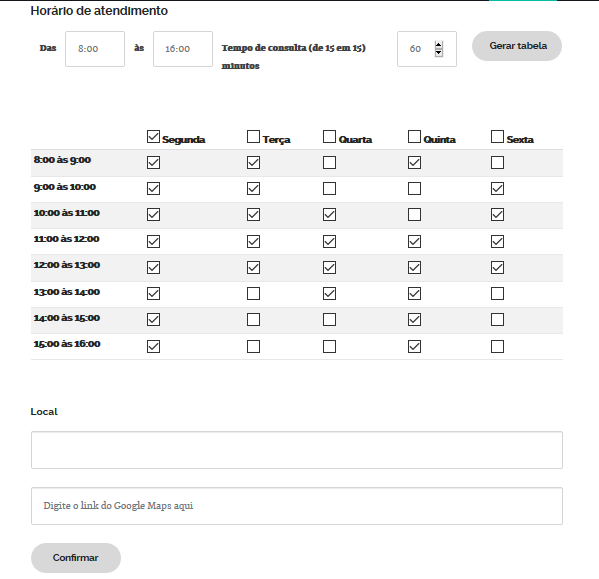 Horário de atendimento
Das 8:00 às 16:00 Tempo de consulta (de 15 em 15) 60 Gerar tabela
minutos
Segunda Terça Quarta Quinta Sexta
8:00 às 9:00
9:00 às 10:00
10:00 às 11:00
11:00 às 12:00
12:00 às 13:00
13:00 às 14:00
14:00 às 15:00
15:00 às 16:00
Local
Digite o link do Google Maps aqui
Confirmar